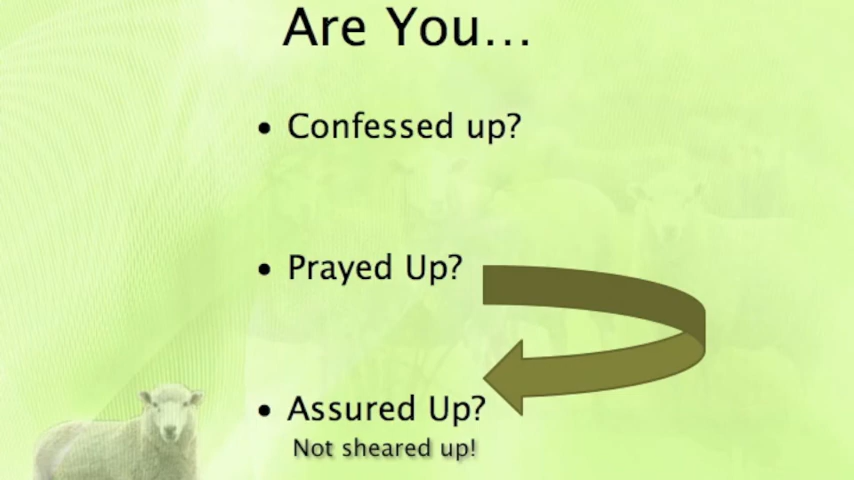 Are You...
• Confessed up?
• Prayed Up?
• Assured Up?
Not sheared up!